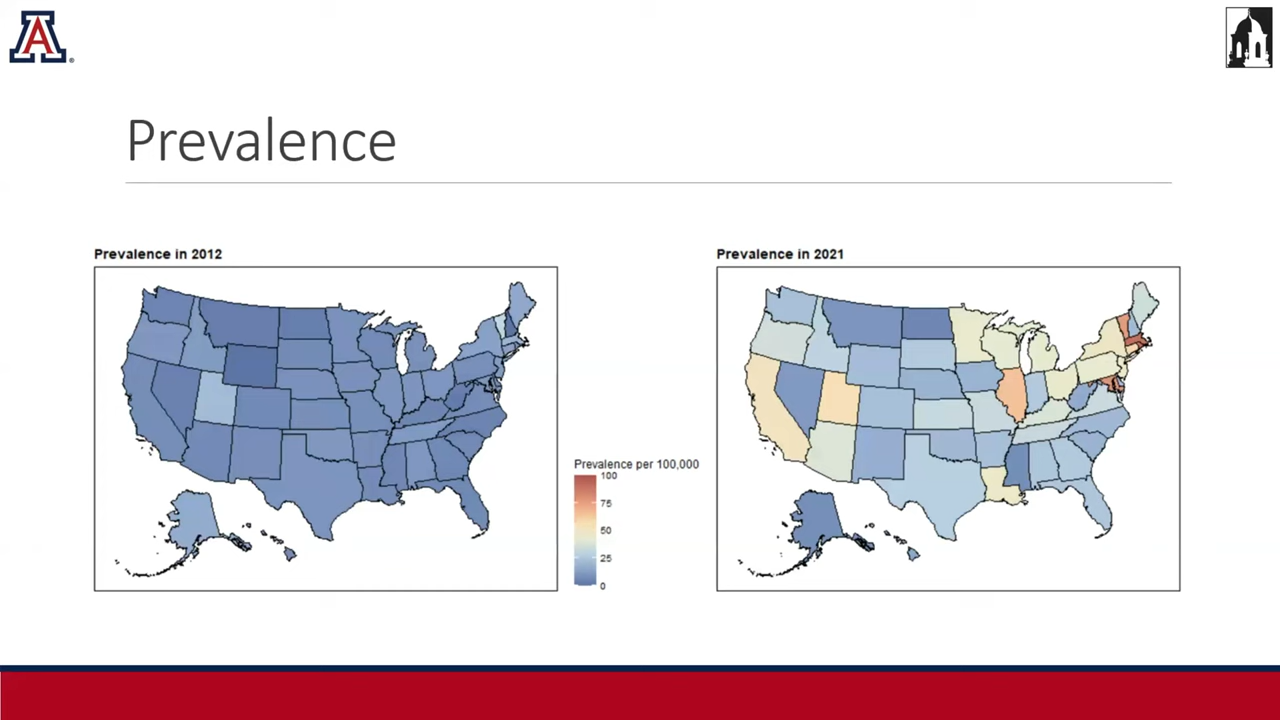 A
Prevalence
Prevalence in 2012
Prevalence in 2021
Prevalence per 100,000
100
75
50
25
0